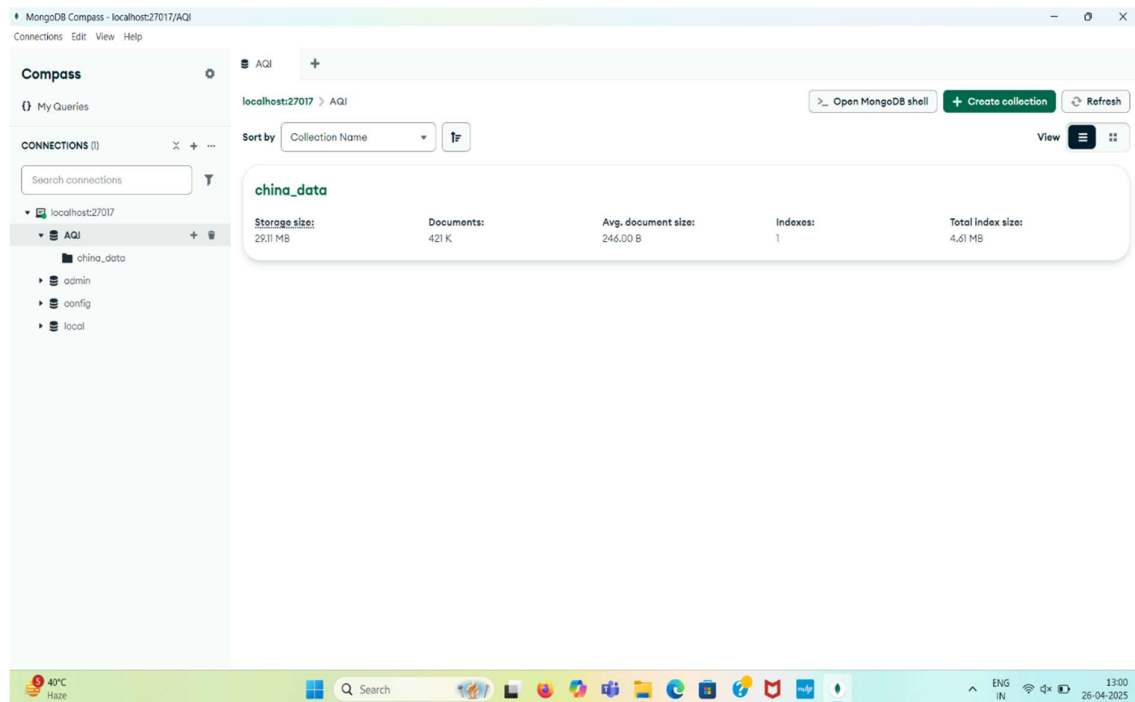 MongoDB Compass - localhost:27017/AQI
Connections Edit View Help
Compass
{} My Queries
CONNECTIONS (1)
Search connections
localhost:27017
AQI
china_data
admin
config
local
AQI
localhost:27017 > AQI
>_ Open MongoDB shell
+ Create collection
Refresh
Sort by Collection Name
View
china_data
Storage size: Documents: Avg. document size: Indexes: Total index size:
29.11 MB 421 K 246.00 B 1 4.61 MB
5
40°C
Haze
Search
ENG
IN
13:00
26-04-2025